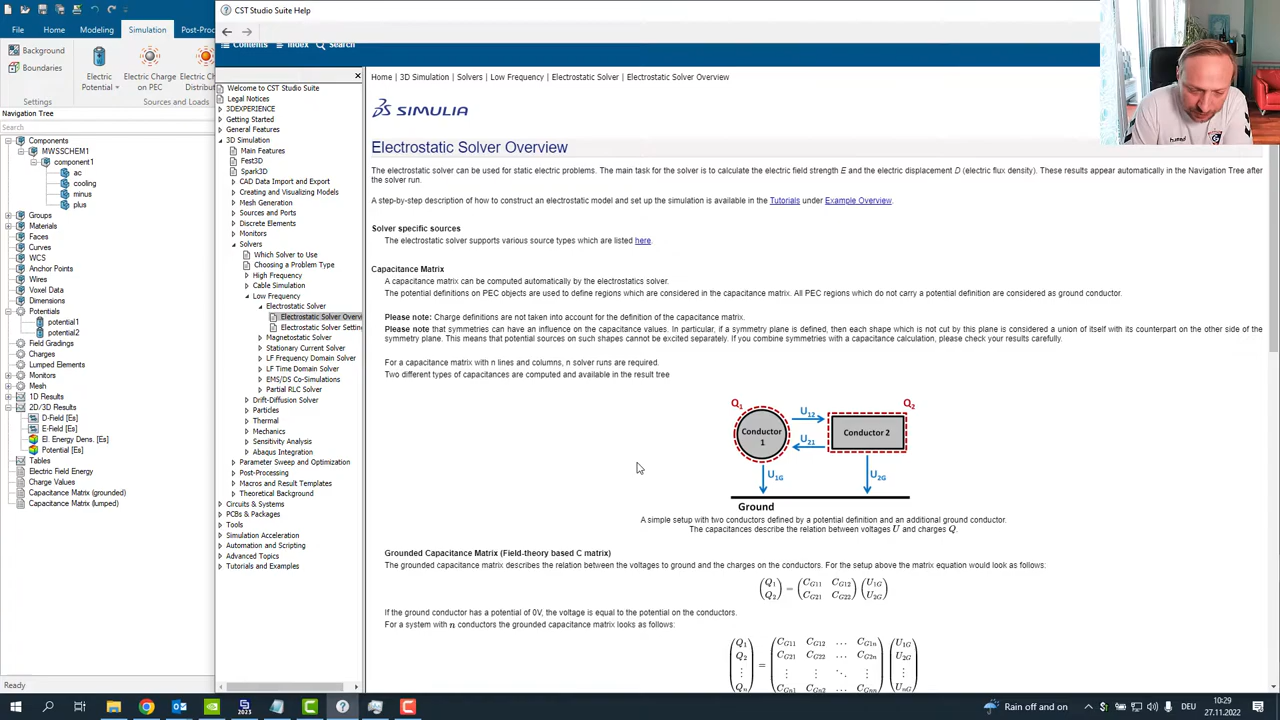 CST Studio Suite Help
File
Home
Modeling
Simulation
Post-Proc
Background
Boundaries
Electric
Potential
Electric Charge
on PEC
Electric Ch
Distribut
Settings
Sources and Loads
Navigation Tree
Search
Components
MWSSCHEM1
component1
ac
cooling
minus
plus
Groups
Materials
Faces
Curves
WCS
Anchor Points
Wires
Voxel Data
Dimensions
Potentials
potential1
potential2
Field Gradings
Charges
Lumped Elements
Monitors
Mesh
1D Results
2D/3D Results
D-Field [Es]
E-Field [Es]
El. Energy Dens. [Es]
Potential [Es]
Tables
Electric Field Energy
Charge Values
Capacitance Matrix (grounded)
Capacitance Matrix (lumped)
Ready
Contents
Index
Search
Welcome to CST Studio Suite
Legal Notices
3DEXPERIENCE
Getting Started
General Features
3D Simulation
Main Features
Fest3D
Spark3D
CAD Data Import and Export
Creating and Visualizing Models
Mesh Generation
Sources and Ports
Discrete Elements
Monitors
Solvers
Which Solver to Use
Choosing a Problem Type
High Frequency
Cable Simulation
Low Frequency
Electrostatic Solver
Electrostatic Solver Overv
Electrostatic Solver Settin
Magnetostatic Solver
Stationary Current Solver
LF Frequency Domain Solver
LF Time Domain Solver
EMS/DS Co-Simulations
Partial RLC Solver
Drift-Diffusion Solver
Particles
Thermal
Mechanics
Sensitivity Analysis
Abaqus Integration
Parameter Sweep and Optimization
Post-Processing
Macros and Result Templates
Theoretical Background
Circuits & Systems
PCBs & Packages
Tools
Simulation Acceleration
Automation and Scripting
Advanced Topics
Tutorials and Examples
Home | 3D Simulation | Solvers | Low Frequency | Electrostatic Solver | Electrostatic Solver Overview
SIMULIA
Electrostatic Solver Overview
The electrostatic solver can be used for static electric problems. The main task for the solver is to calculate the electric field strength E and the electric displacement D (electric flux density). These results appear automatically in the Navigation Tree after
the solver run.
A step-by-step description of how to construct an electrostatic model and set up the simulation is available in the Tutorials under Example Overview.
Solver specific sources
The electrostatic solver supports various source types which are listed here.
Capacitance Matrix
A capacitance matrix can be computed automatically by the electrostatics solver.
The potential definitions on PEC objects are used to define regions which are considered in the capacitance matrix. All PEC regions which do not carry a potential definition are considered as ground conductor.
Please note: Charge definitions are not taken into account for the definition of the capacitance matrix.
Please note that symmetries can have an influence on the capacitance values. In particular, if a symmetry plane is defined, then each shape which is not cut by this plane is considered a union of itself with its counterpart on the other side of the
symmetry plane. This means that potential sources on such shapes cannot be excited separately. If you combine symmetries with a capacitance calculation, please check your results carefully.
For a capacitance matrix with n lines and columns, n solver runs are required.
Two different types of capacitances are computed and available in the result tree
Q1 Q2
Conductor
1
U12
U21
Conductor 2
U1G U2G
Ground
A simple setup with two conductors defined by a potential definition and an additional ground conductor.
The capacitances describe the relation between voltages U and charges Q.
Grounded Capacitance Matrix (Field-theory based C matrix)
The grounded capacitance matrix describes the relation between the voltages to ground and the charges on the conductors. For the setup above the matrix equation would look as follows:
(Q1 Q2) = (CG11 CG12 CG21 CG22) (U1G U2G)
If the ground conductor has a potential of 0V, the voltage is equal to the potential on the conductors.
For a system with n conductors the grounded capacitance matrix looks as follows:
Q1 CG11 CG12 … CG1n U1G
Q2 = CG21 CG22 … CG2n U2G
⋮ ⋮ ⋮ ⋱ ⋮ ⋮
Qn CGn1 CGn2 … CGnn UnG
2023
Rain off and on
DEU
10:29
27.11.2022